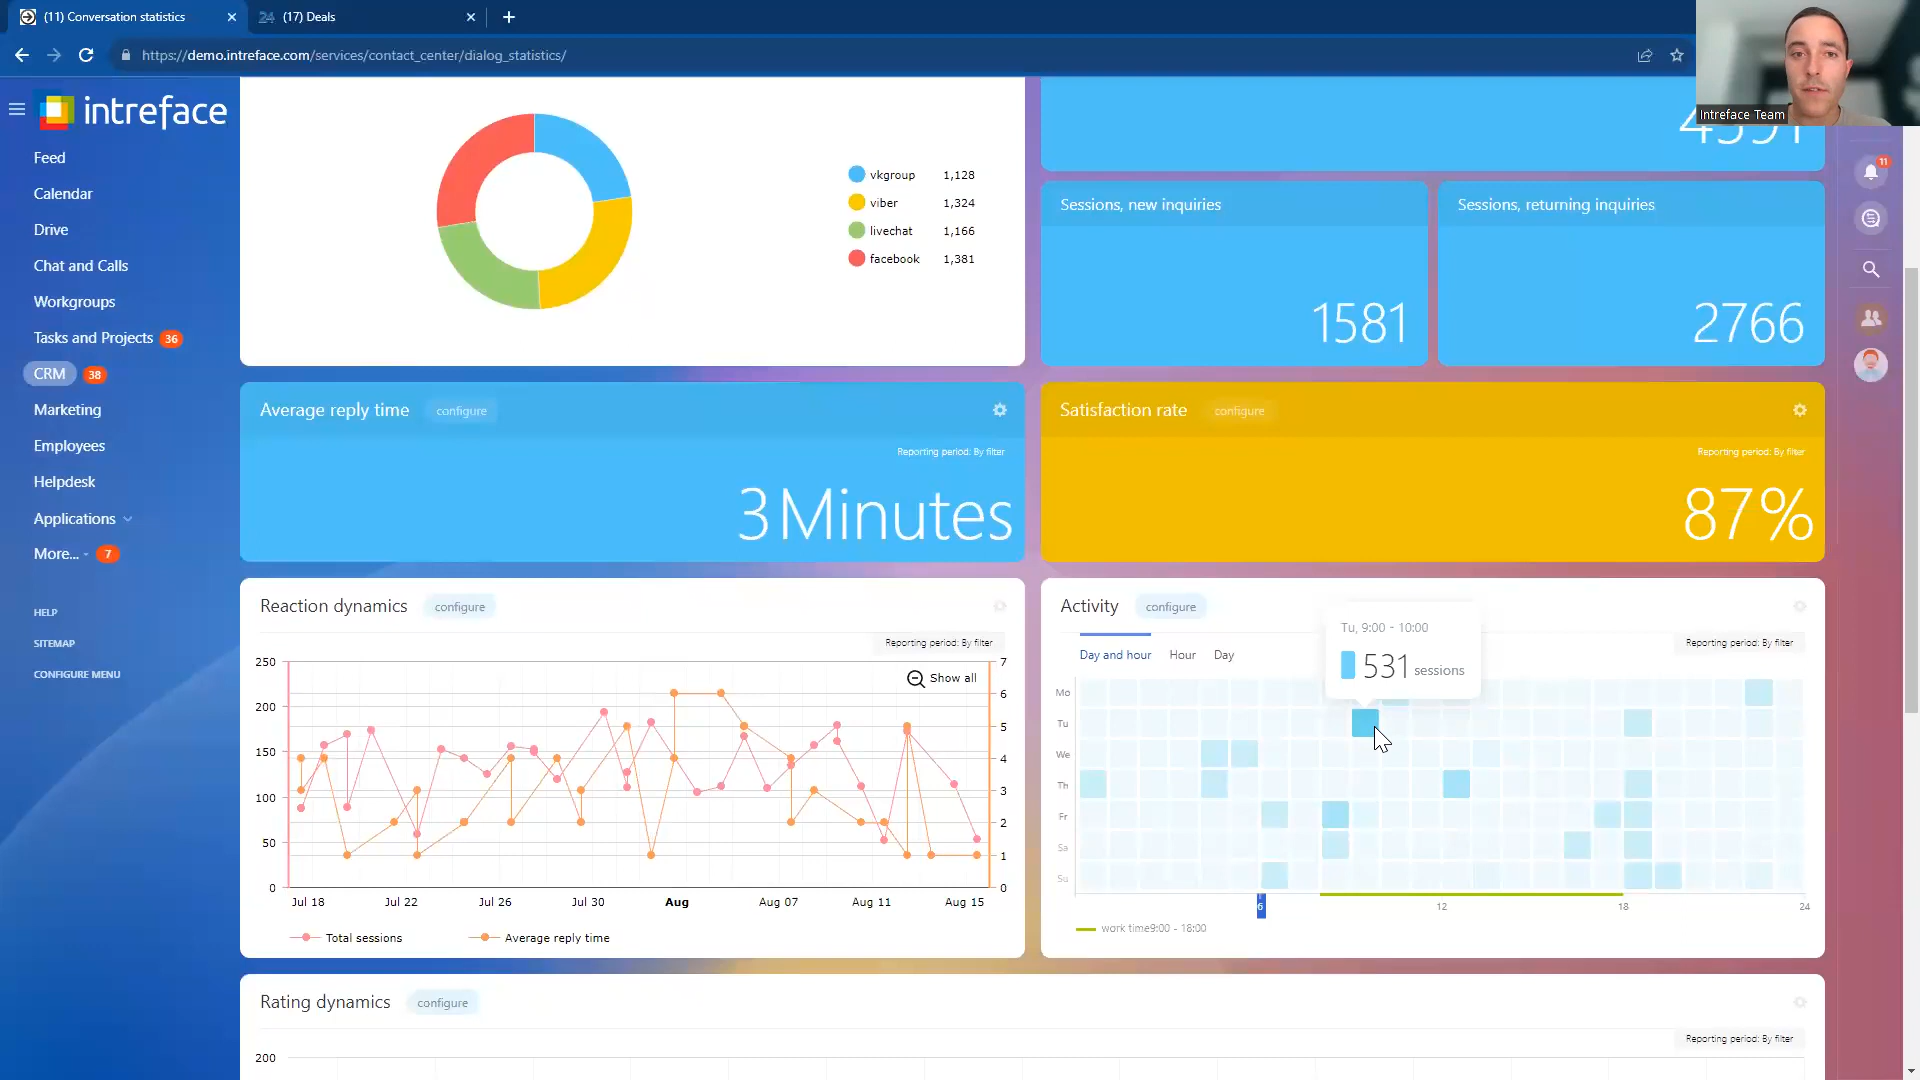 (11) Conversation statistics
24 (17) Deals
https://demo.intreface.com/services/contact_center/dialog_statistics/
Intreface Team
intreface
Feed
Calendar
Drive
Chat and Calls
Workgroups
Tasks and Projects 36
CRM 38
Marketing
Employees
Helpdesk
Applications
More... 7
HELP
SITEMAP
CONFIGURE MENU
vkgroup 1,128
viber 1,324
livechat 1,166
facebook 1,381
4391
Sessions, new inquiries
1581
Sessions, returning inquiries
2766
11
Average reply time configure
Reporting period: By filter
3 Minutes
Satisfaction rate configure
Reporting period: By filter
87%
Reaction dynamics configure
Reporting period: By filter
Show all
250
200
150
100
50
0
7
6
5
4
3
2
1
0
Jul 18 Jul 22 Jul 26 Jul 30 Aug Aug 07 Aug 11 Aug 15
Total sessions Average reply time
Activity configure
Reporting period: By filter
Day and hour Hour Day
Tu, 9:00 - 10:00
531 sessions
Mo
Tu
We
Th
Fr
Sa
Su
6 12 18 24
work time9:00 - 18:00
Rating dynamics configure
Reporting period: By filter
200